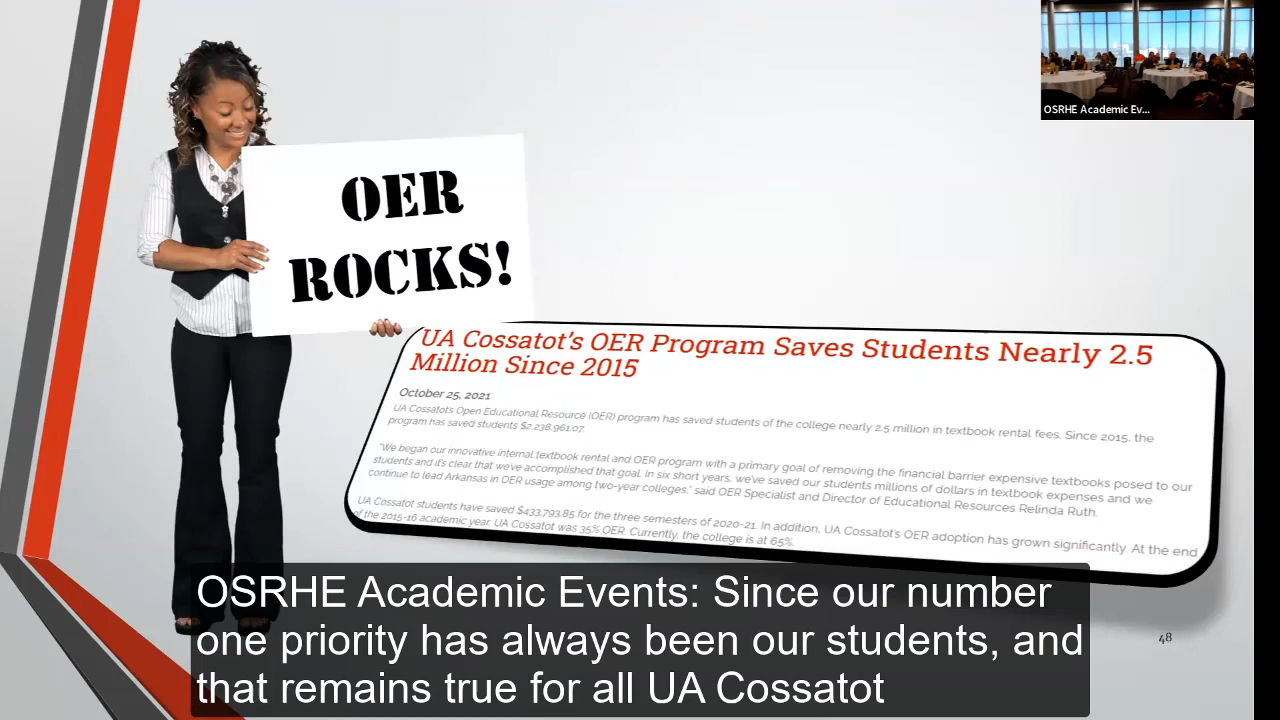 OSRHE Academic Ev...
OER
ROCKS!
UA Cossatot's OER Program Saves Students Nearly 2.5
Million Since 2015
October 25, 2021
UA Cossatot's Open Educational Resource (OER) program has saved students of the college nearly 2.5 million in textbook rental fees. Since 2015, the
program has saved students $2,238,961.07.
"We began our innovative internal textbook rental and OER program with a primary goal of removing the financial barrier expensive textbooks posed to our
students and it's clear that we've accomplished that goal. In six short years, we've saved our students millions of dollars in textbook expenses and we
continue to lead Arkansas in OER usage among two-year colleges," said OER Specialist and Director of Educational Resources Relinda Ruth.
UA Cossatot students have saved $433,793.85 for the three semesters of 2020-21. In addition, UA Cossatot's OER adoption has grown significantly. At the end
of the 2015-16 academic year, UA Cossatot was 35% OER. Currently, the college is at 65%.
48
OSRHE Academic Events: Since our number
one priority has always been our students, and
that remains true for all UA Cossatot